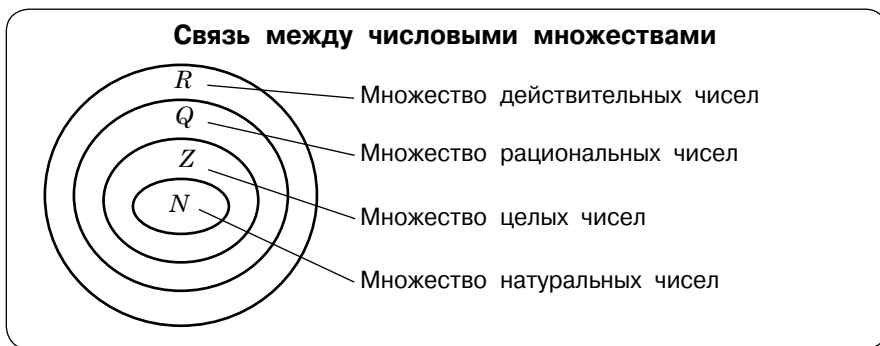 Связь между числовыми множествами
R
Множество действительных чисел
Q
Множество рациональных чисел
Z
Множество целых чисел
N
Множество натуральных чисел